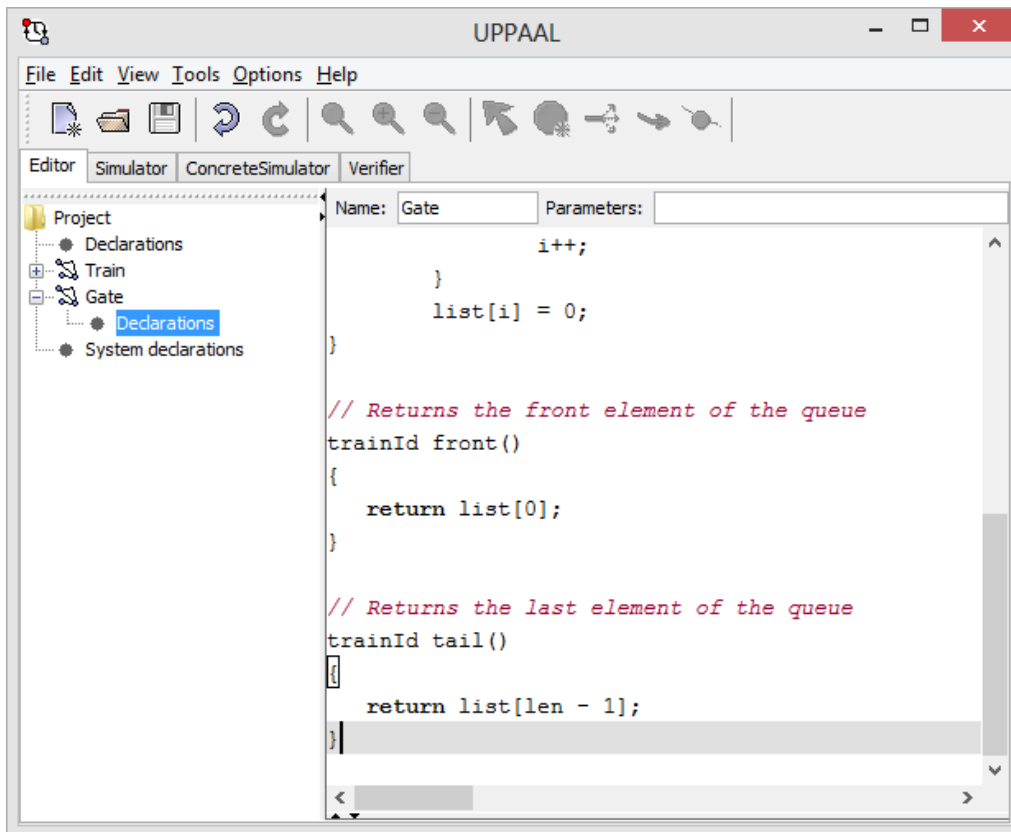 UPPAAL
File Edit View Tools Options Help
Editor Simulator ConcreteSimulator Verifier
Project
Declarations
Train
Gate
Declarations
System declarations
Name: Gate Parameters:
i++;
}
list[i] = 0;
}
// Returns the front element of the queue
trainId front()
{
return list[0];
}
// Returns the last element of the queue
trainId tail()
{
return list[len - 1];
}